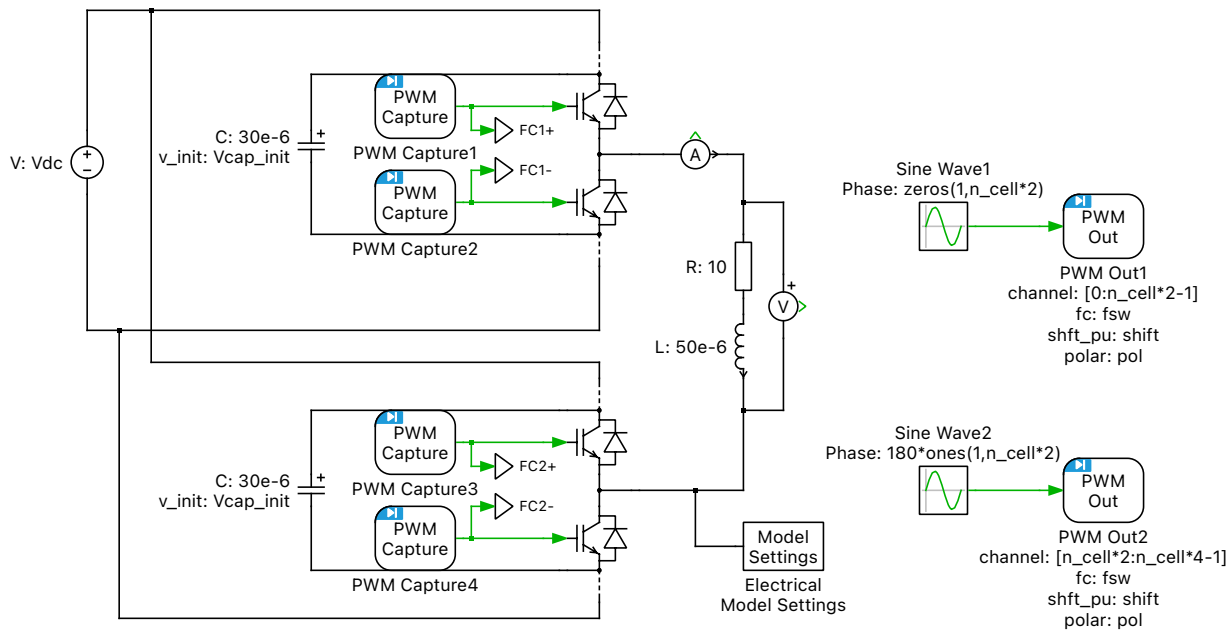 V: Vdc
C: 30e-6
v_init: Vcap_init
PWM
Capture
PWM Capture1
FC1+
PWM
Capture
PWM Capture2
FC1-
A
R: 10
L: 50e-6
V
Sine Wave1
Phase: zeros(1,n_cell*2)
PWM
Out
PWM Out1
channel: [0:n_cell*2-1]
fc: fsw
shft_pu: shift
polar: pol
C: 30e-6
v_init: Vcap_init
PWM
Capture
PWM Capture3
FC2+
PWM
Capture
PWM Capture4
FC2-
Model
Settings
Electrical
Model Settings
Sine Wave2
Phase: 180*ones(1,n_cell*2)
PWM
Out
PWM Out2
channel: [n_cell*2:n_cell*4-1]
fc: fsw
shft_pu: shift
polar: pol